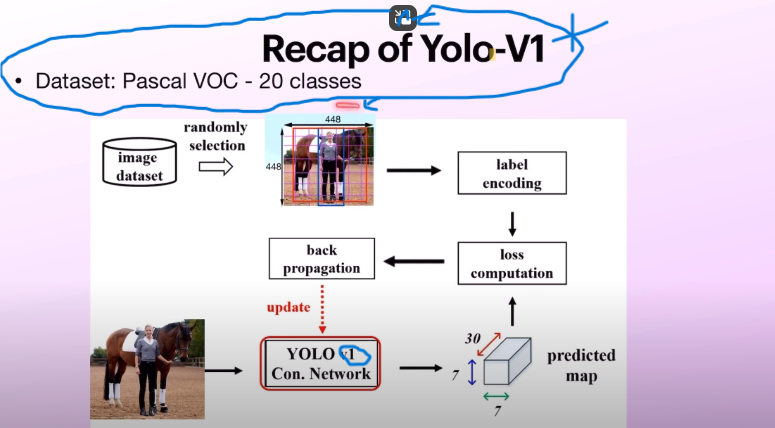 Recap of Yolo-V1
• Dataset: Pascal VOC - 20 classes
image
dataset
randomly
selection
448
448
label
encoding
back
propagation
loss
computation
update
YOLO v1
Con. Network
30
7
7
predicted
map